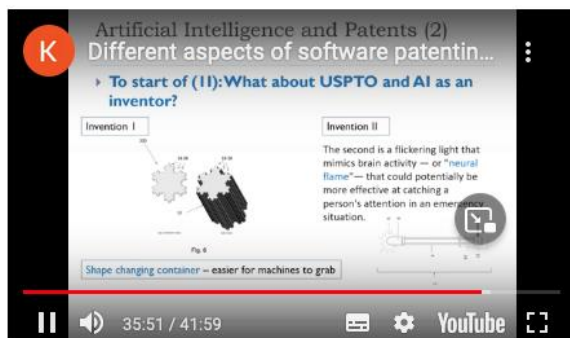 Artificial Intelligence and Patents (2)
K
Different aspects of software patentin...
To start of (II): What about USPTO and AI as an
inventor?
Invention I
Invention II
The second is a flickering light that
mimics brain activity — or "neural
flame"— that could potentially be
more effective at catching a
person's attention in an emergency
situation.
Fig. 6
Shape changing container – easier for machines to grab
35:51 / 41:59
YouTube